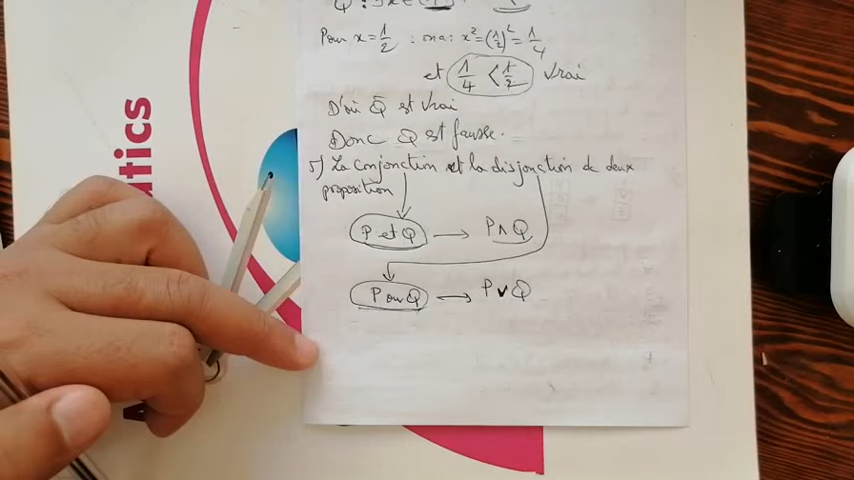 Pour x = 1/2 : ona : x² = (1/2)² = 1/4
et 1/4 < 1/2 Vrai
D'où Q̄ est Vrai
Donc Q est fausse.
5) La conjonction et la disjonction de deux
proposition
P et Q → P ∧ Q
P ou Q → P ∨ Q
tics